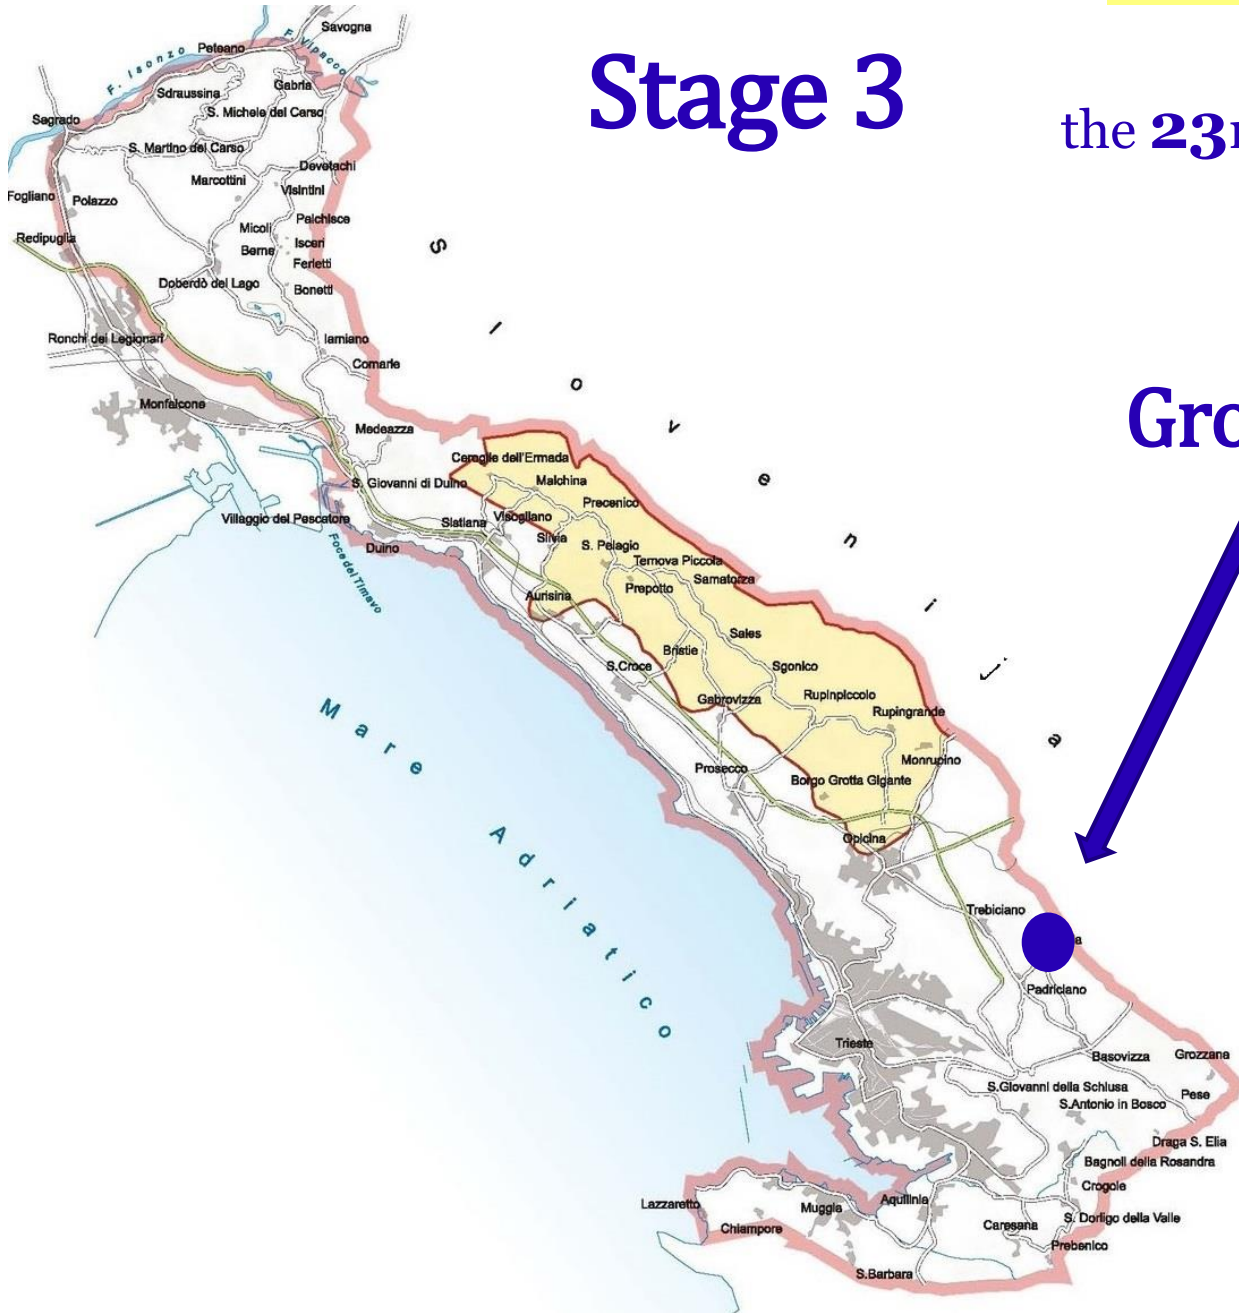 Stage 3
the 23
Gro
Savogna
F. Vipacco
Peteano
F. Isonzo
Gabria
Sdraussina
S. Michele del Carso
Sagrado
S. Martino del Carso
Devetachi
Marcottini
Visintini
Fogliano
Polazzo
Palchisce
Micoli
Redipuglia
Isceri
Berne
Ferletti
Doberdò del Lago
Bonetti
Ronchi dei Legionari
Iamiano
Comarie
Monfalcone
Medeazza
Slovenija
Ceroglie dell'Ermada
S. Giovanni di Duino
Malchina
Precenico
Villaggio del Pescatore
Sistiana
Visogliano
Slivia
S. Pelagio
Duino
Foce del Timavo
Ternova Piccola
Samatorza
Prepotto
Aurisina
Sales
Bristie
S.Croce
Sgonico
Gabrovizza
Rupinpiccolo
Rupingrande
Mare Adriatico
Monrupino
Prosecco
Borgo Grotta Gigante
Opicina
Trebiciano
a
Padriciano
Trieste
Basovizza
Grozzana
S.Giovanni della Schiusa
Pese
S.Antonio in Bosco
Draga S. Elia
Bagnoli della Rosandra
Crogole
Lazzaretto
Muggia
Aquilinia
S. Dorligo della Valle
Chiampore
Caresana
Prebenico
S.Barbara